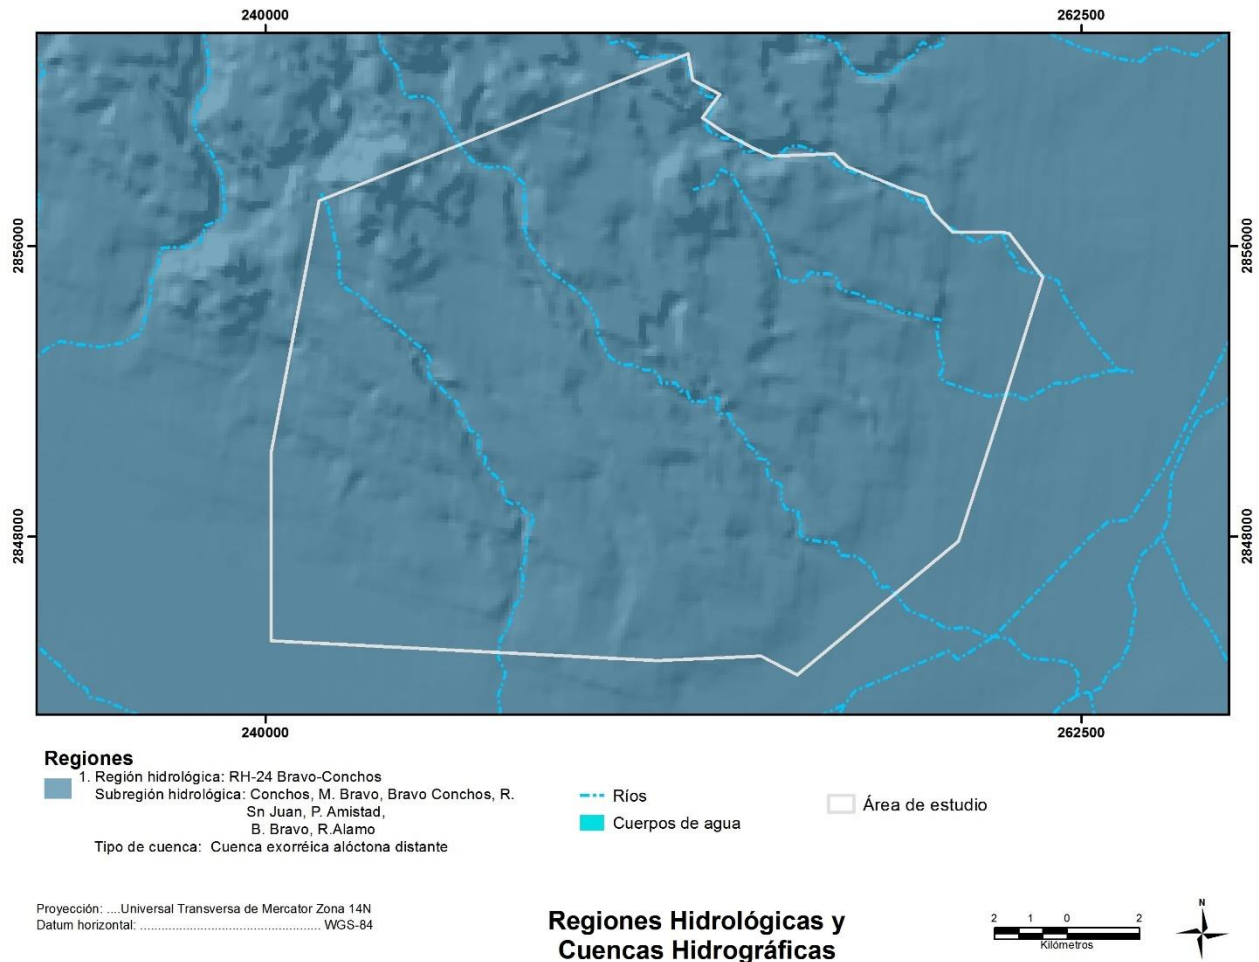 240000 262500
2856000 2856000
2848000 2848000
240000 262500
Regiones
1. Región hidrológica: RH-24 Bravo-Conchos
Subregión hidrológica: Conchos, M. Bravo, Bravo Conchos, R.
Sn Juan, P. Amistad,
B. Bravo, R.Alamo
Tipo de cuenca: Cuenca exorréica alóctona distante
Ríos
Cuerpos de agua
Área de estudio
Proyección: ....Universal Transversa de Mercator Zona 14N
Datum horizontal: .................................................. WGS-84
Regiones Hidrológicas y
Cuencas Hidrográficas
2 1 0 2
Kilómetros
N